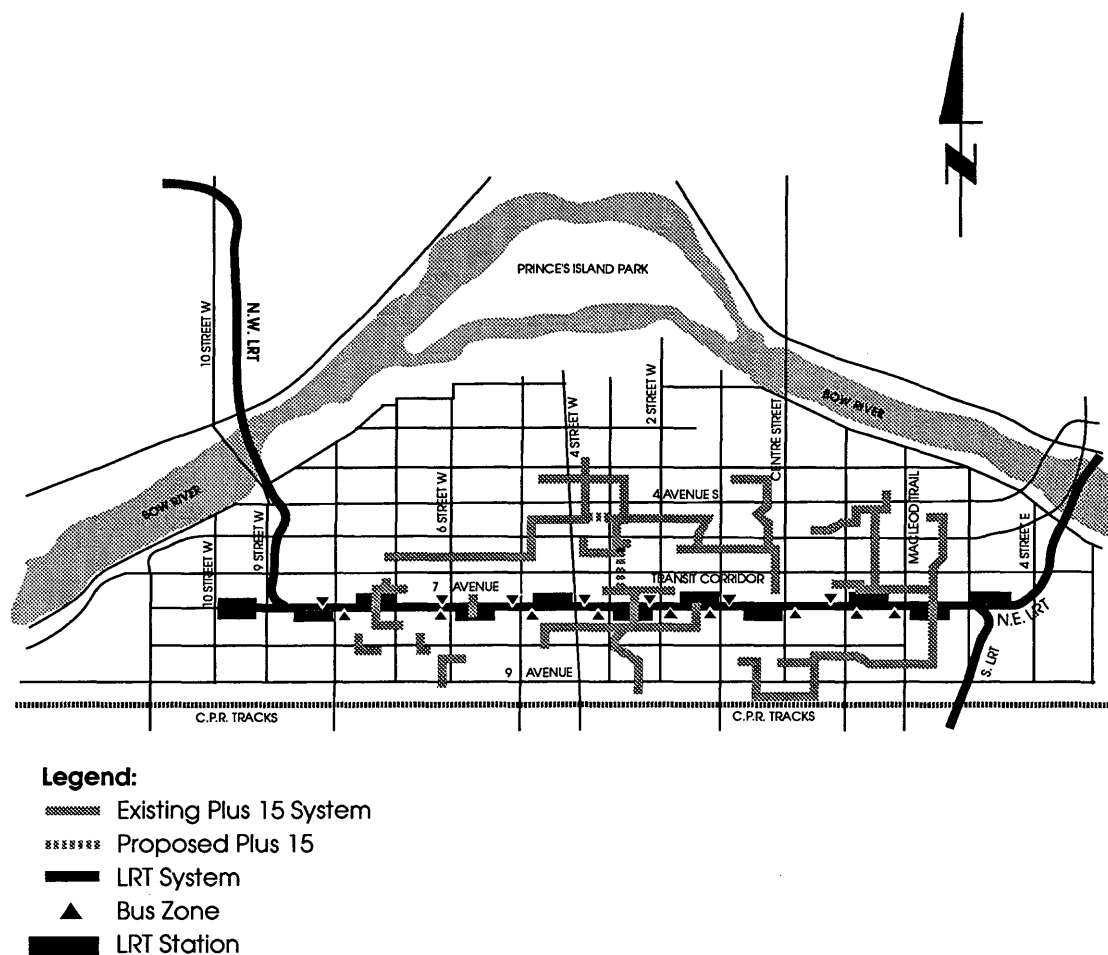 N
PRINCE'S ISLAND PARK
10 STREET W
N.W. LRT
2 STREET W
4 STREET W
CENTRE STREET
BOW RIVER
BOW RIVER
6 STREET W
4 AVENUE S
MACLEOD TRAIL
9 STREET W
10 STREET W
4 STREET E
7 AVENUE
TRANSIT CORRIDOR
N.E. LRT
S. LRT
9 AVENUE
C.P.R. TRACKS
C.P.R. TRACKS
Legend:
Existing Plus 15 System
Proposed Plus 15
LRT System
Bus Zone
LRT Station